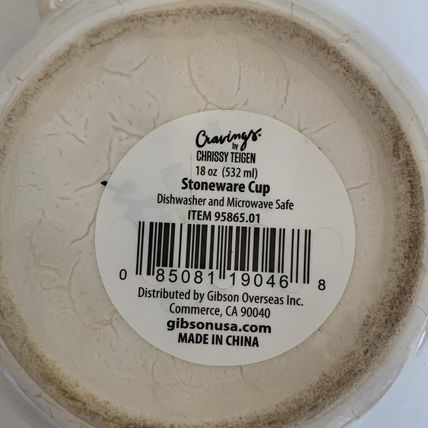 Cravings.
by
CHRISSY TEIGEN
18 oz (532 ml)
Stoneware Cup
Dishwasher and Microwave Safe
ITEM 95865.01
0 85081 19046 8
Distributed by Gibson Overseas Inc.
Commerce, CA 90040
gibsonusa.com
MADE IN CHINA